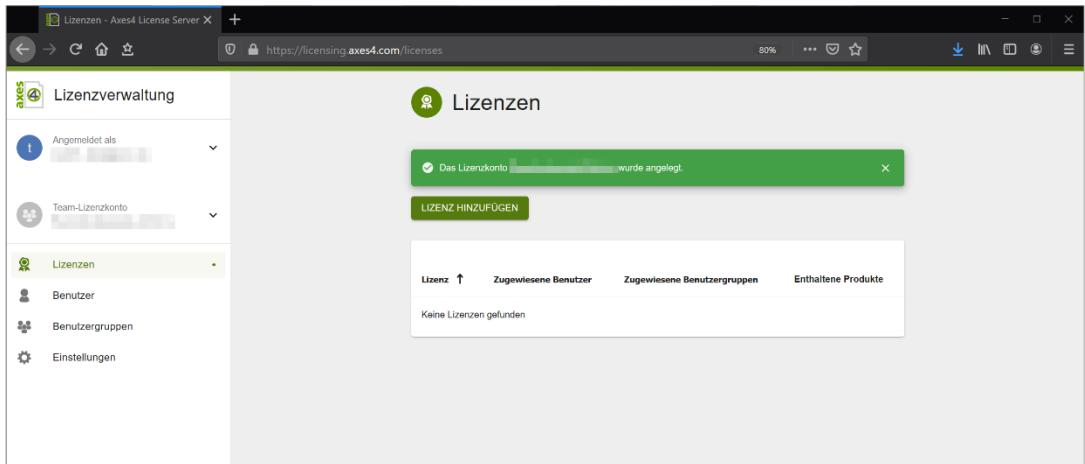 Lizenzen - Axes4 License Server
https://licensing.axes4.com/licenses
80%
axes4
Lizenzverwaltung
Lizenzen
t
Angemeldet als
Das Lizenzkonto wurde angelegt.
Team-Lizenzkonto
LIZENZ HINZUFÜGEN
Lizenzen
Benutzer
Benutzergruppen
Einstellungen
Lizenz Zugewiesene Benutzer Zugewiesene Benutzergruppen Enthaltene Produkte
Keine Lizenzen gefunden